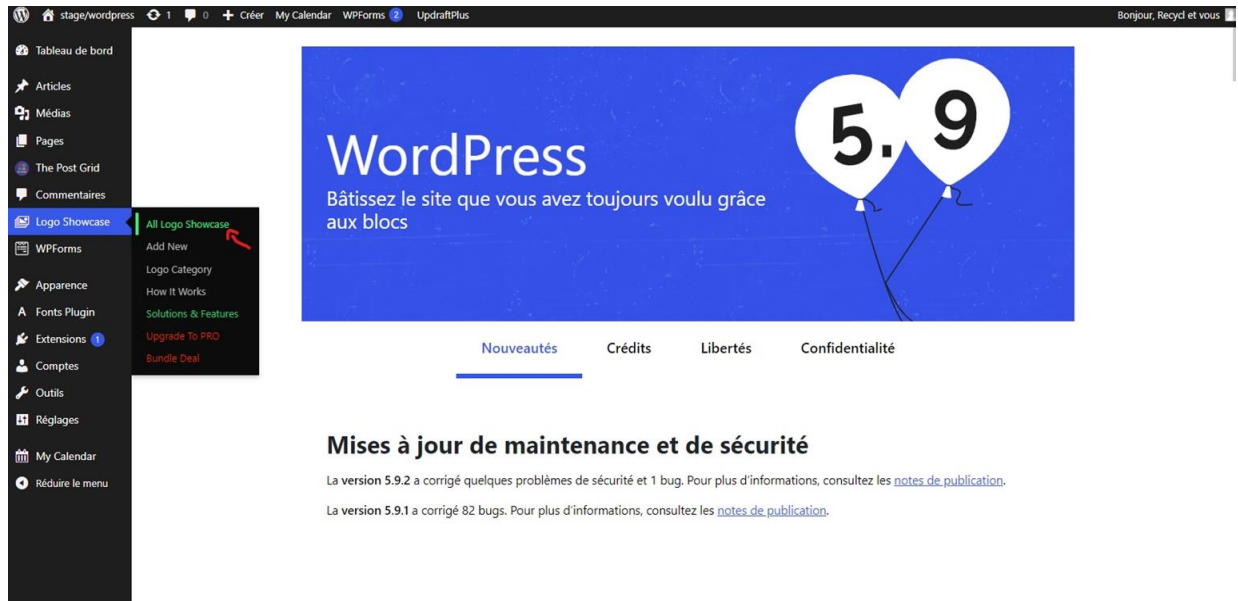 stage/wordpress 1 0 Créer My Calendar WPForms 2 UpdraftPlus Bonjour, Recycl et vous
Tableau de bord
Articles
Médias
Pages
The Post Grid
Commentaires
Logo Showcase
WPForms
Apparence
Fonts Plugin
Extensions 1
Comptes
Outils
Réglages
My Calendar
Réduire le menu
All Logo Showcase
Add New
Logo Category
How It Works
Solutions & Features
Upgrade To PRO
Bundle Deal
WordPress
Bâtissez le site que vous avez toujours voulu grâce
aux blocs
5.9
Nouveautés Crédits Libertés Confidentialité
Mises à jour de maintenance et de sécurité
La version 5.9.2 a corrigé quelques problèmes de sécurité et 1 bug. Pour plus d'informations, consultez les notes de publication.
La version 5.9.1 a corrigé 82 bugs. Pour plus d'informations, consultez les notes de publication.